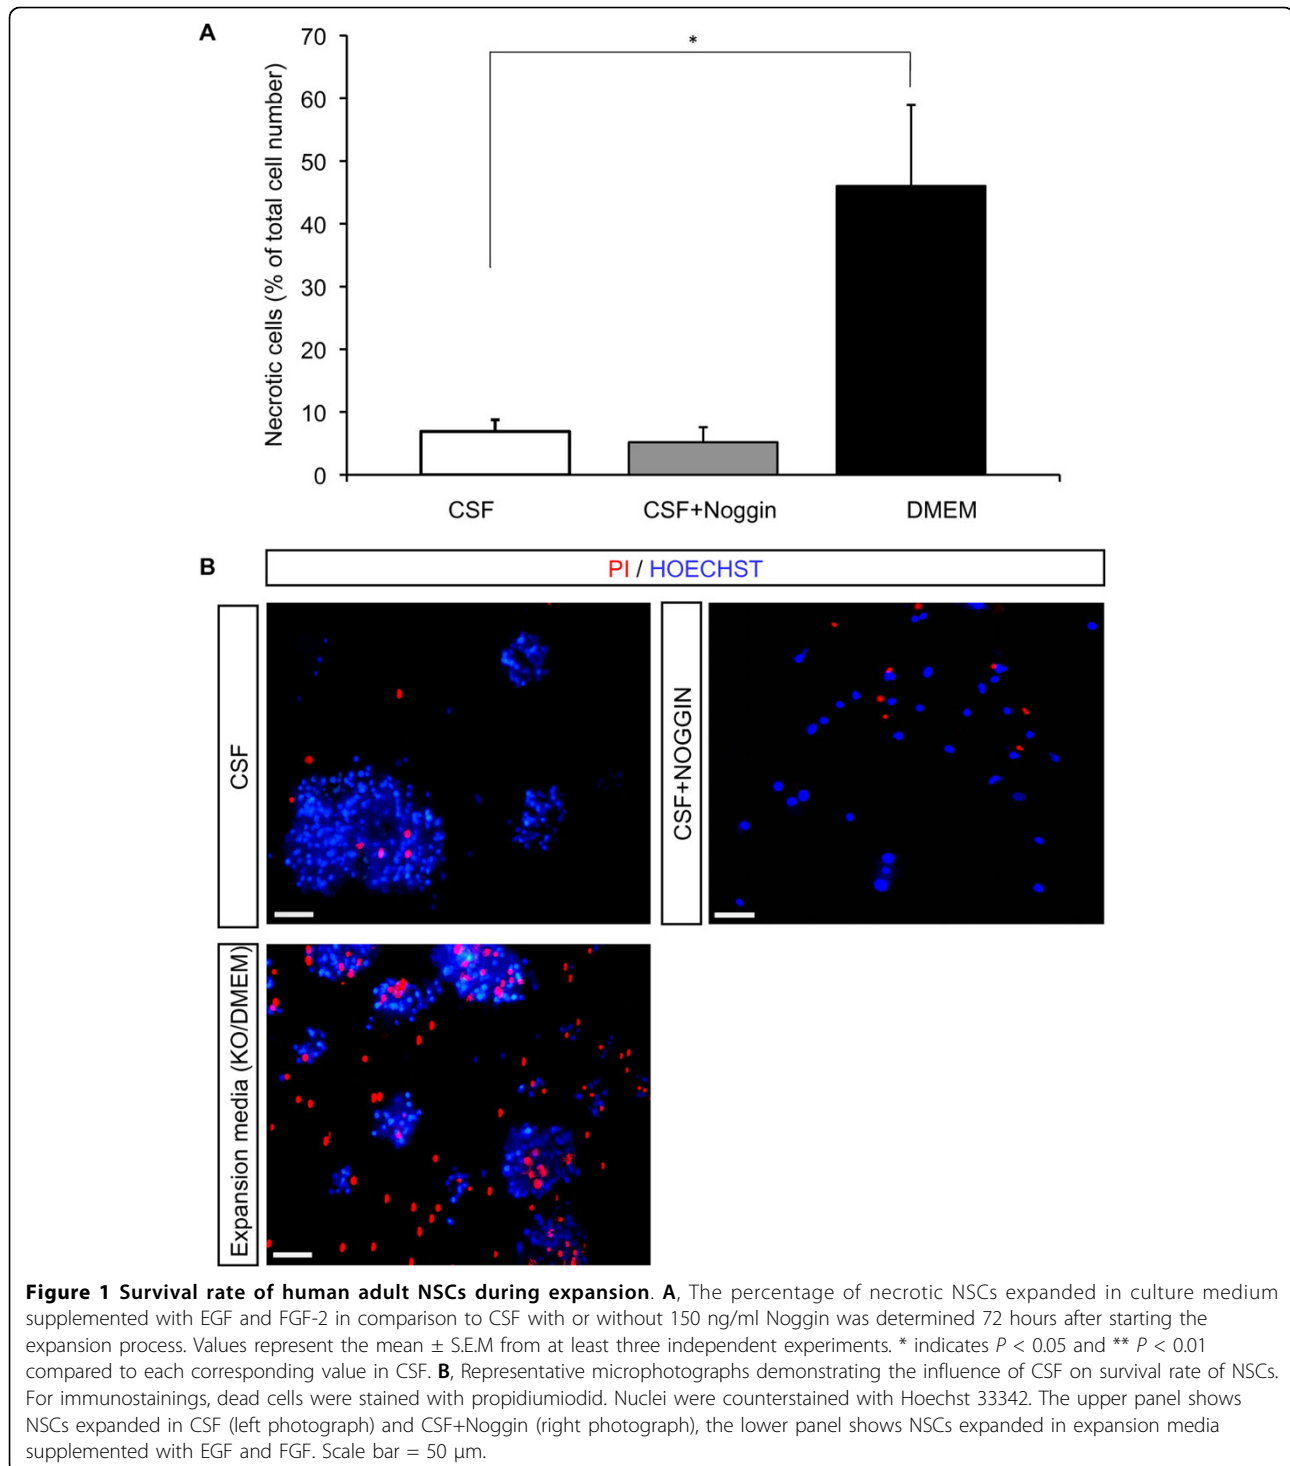 A
70
60
50
40
30
20
10
0
Necrotic cells (% of total cell number)
*
CSF
CSF+Noggin
DMEM
B
PI / HOECHST
CSF
CSF+NOGGIN
Expansion media (KO/DMEM)
Figure 1 Survival rate of human adult NSCs during expansion. A, The percentage of necrotic NSCs expanded in culture medium
supplemented with EGF and FGF-2 in comparison to CSF with or without 150 ng/ml Noggin was determined 72 hours after starting the
expansion process. Values represent the mean ± S.E.M from at least three independent experiments. * indicates P < 0.05 and ** P < 0.01
compared to each corresponding value in CSF. B, Representative microphotographs demonstrating the influence of CSF on survival rate of NSCs.
For immunostainings, dead cells were stained with propidiumiodid. Nuclei were counterstained with Hoechst 33342. The upper panel shows
NSCs expanded in CSF (left photograph) and CSF+Noggin (right photograph), the lower panel shows NSCs expanded in expansion media
supplemented with EGF and FGF. Scale bar = 50 μm.